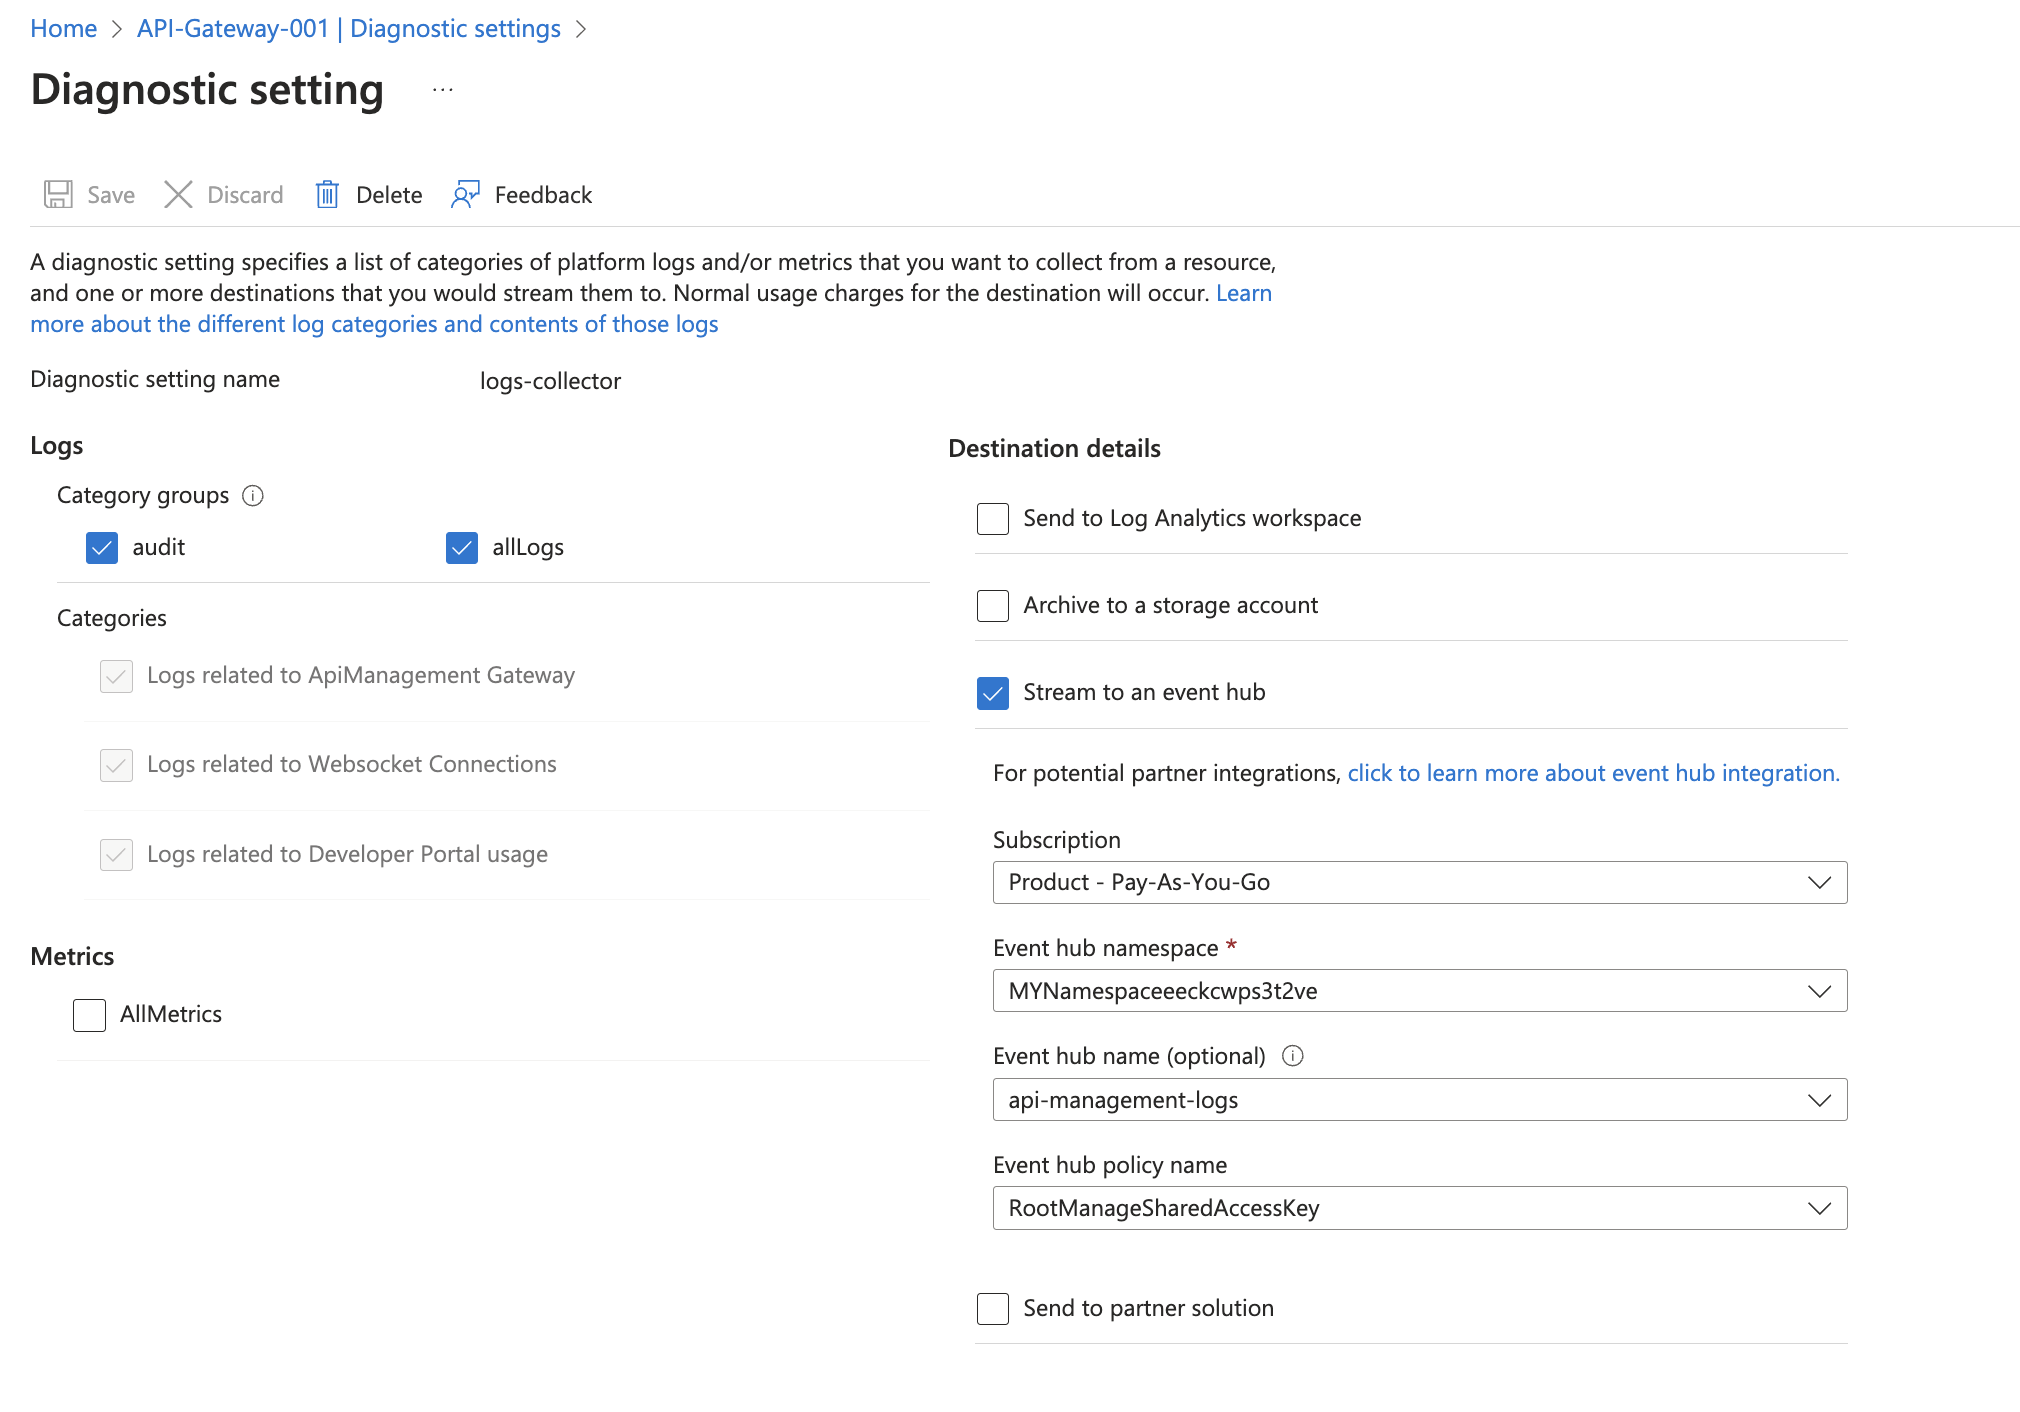 Home > API-Gateway-001 | Diagnostic settings >
Diagnostic setting ...
Save Discard Delete Feedback
A diagnostic setting specifies a list of categories of platform logs and/or metrics that you want to collect from a resource,
and one or more destinations that you would stream them to. Normal usage charges for the destination will occur. Learn
more about the different log categories and contents of those logs
Diagnostic setting name logs-collector
Logs
Category groups
audit allLogs
Categories
Logs related to ApiManagement Gateway
Logs related to Websocket Connections
Logs related to Developer Portal usage
Metrics
AllMetrics
Destination details
Send to Log Analytics workspace
Archive to a storage account
Stream to an event hub
For potential partner integrations, click to learn more about event hub integration.
Subscription
Product - Pay-As-You-Go
Event hub namespace *
MYNamespaceeeckcwps3t2ve
Event hub name (optional)
api-management-logs
Event hub policy name
RootManageSharedAccessKey
Send to partner solution